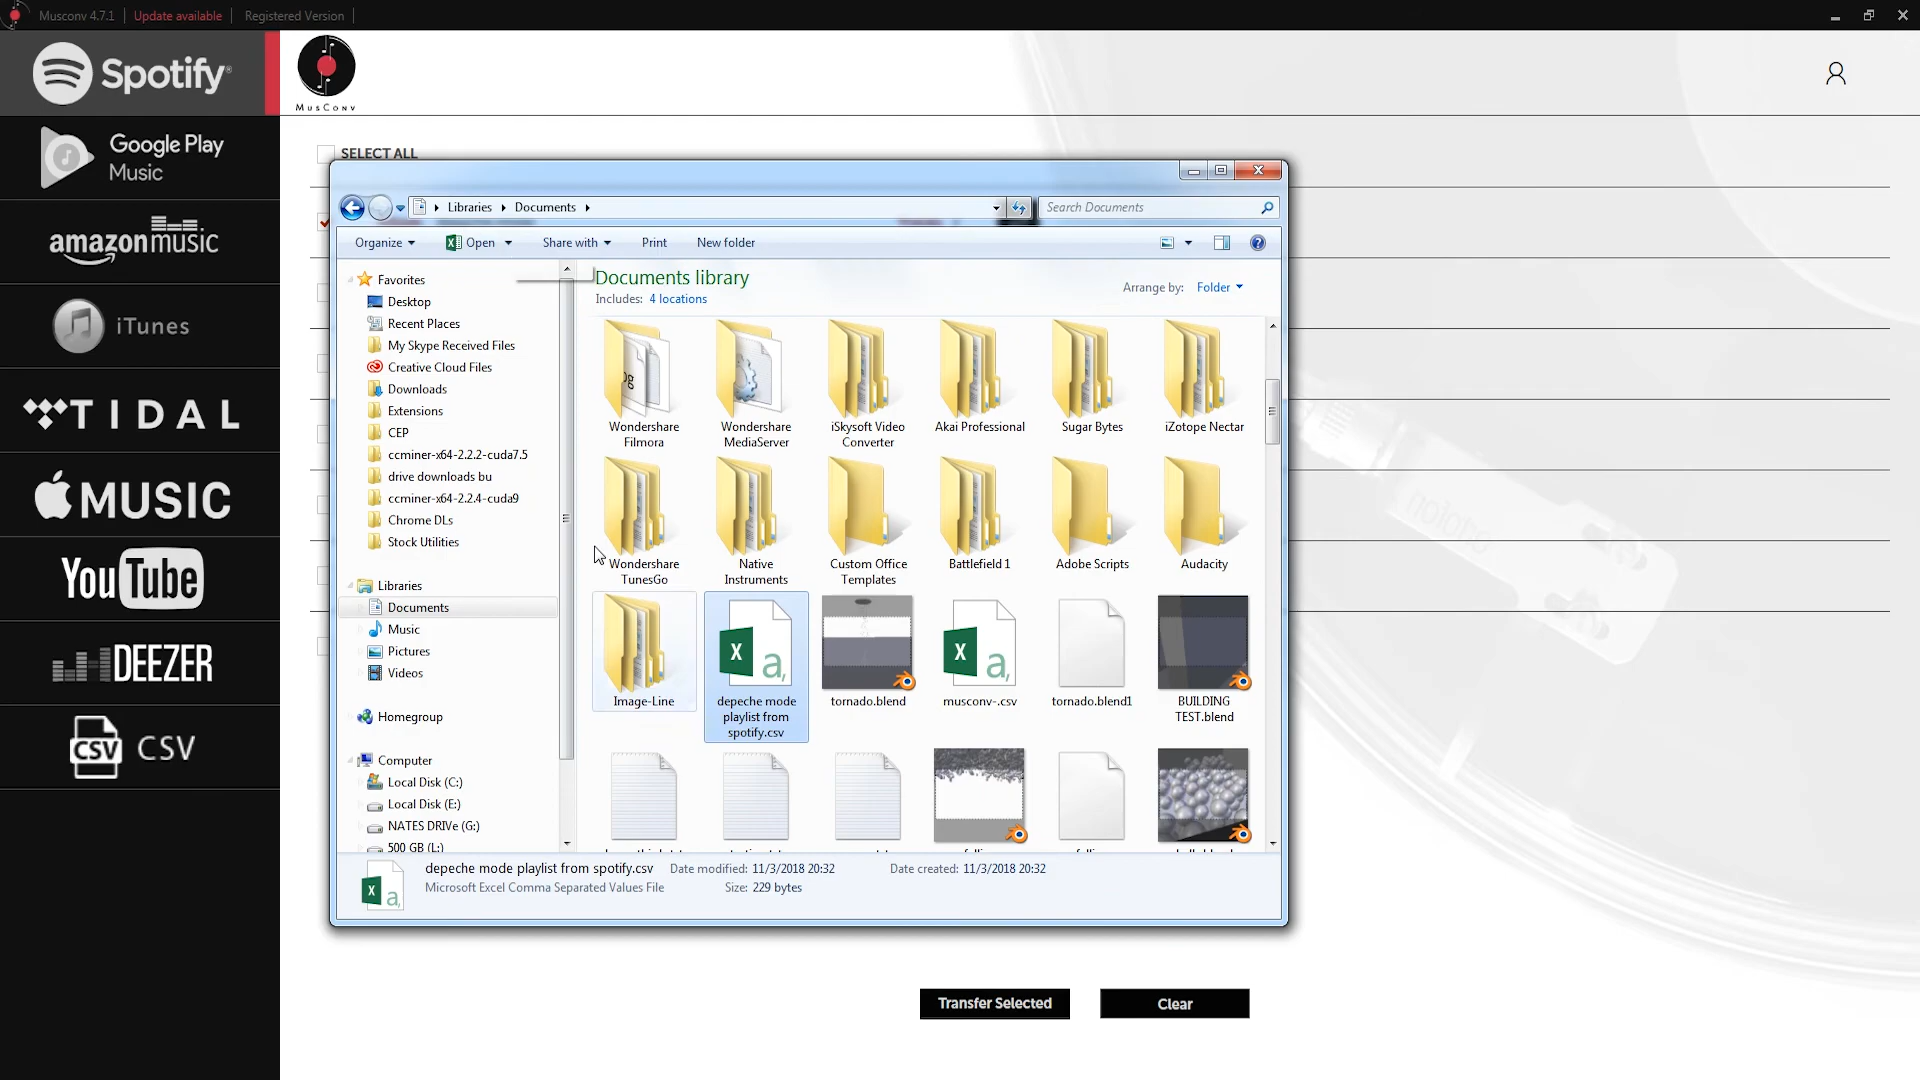 Musconv 4.7.1 | Update available | Registered Version |
Spotify®
MusConv
Google Play
Music
amazon music
iTunes
TIDAL
MUSIC
YouTube
DEEZER
CSV CSV
SELECT ALL
Libraries Documents
Search Documents
Organize Open Share with Print New folder
Favorites
Desktop
Recent Places
My Skype Received Files
Creative Cloud Files
Downloads
Extensions
CEP
ccminer-x64-2.2.2-cuda7.5
drive downloads bu
ccminer-x64-2.2.4-cuda9
Chrome DLs
Stock Utilities
Libraries
Documents
Music
Pictures
Videos
Homegroup
Computer
Local Disk (C:)
Local Disk (E:)
NATES DRIVe (G:)
500 GB (L:)
Documents library
Includes: 4 locations
Arrange by: Folder
Wondershare
Filmora
Wondershare
MediaServer
iSkysoft Video
Converter
Akai Professional
Sugar Bytes
iZotope Nectar
Wondershare
TunesGo
Native
Instruments
Custom Office
Templates
Battlefield 1
Adobe Scripts
Audacity
Image-Line
depeche mode
playlist from
spotify.csv
tornado.blend
musconv-.csv
tornado.blend1
BUILDING
TEST.blend
depeche mode playlist from spotify.csv Date modified: 11/3/2018 20:32 Date created: 11/3/2018 20:32
Microsoft Excel Comma Separated Values File Size: 229 bytes
Transfer Selected
Clear